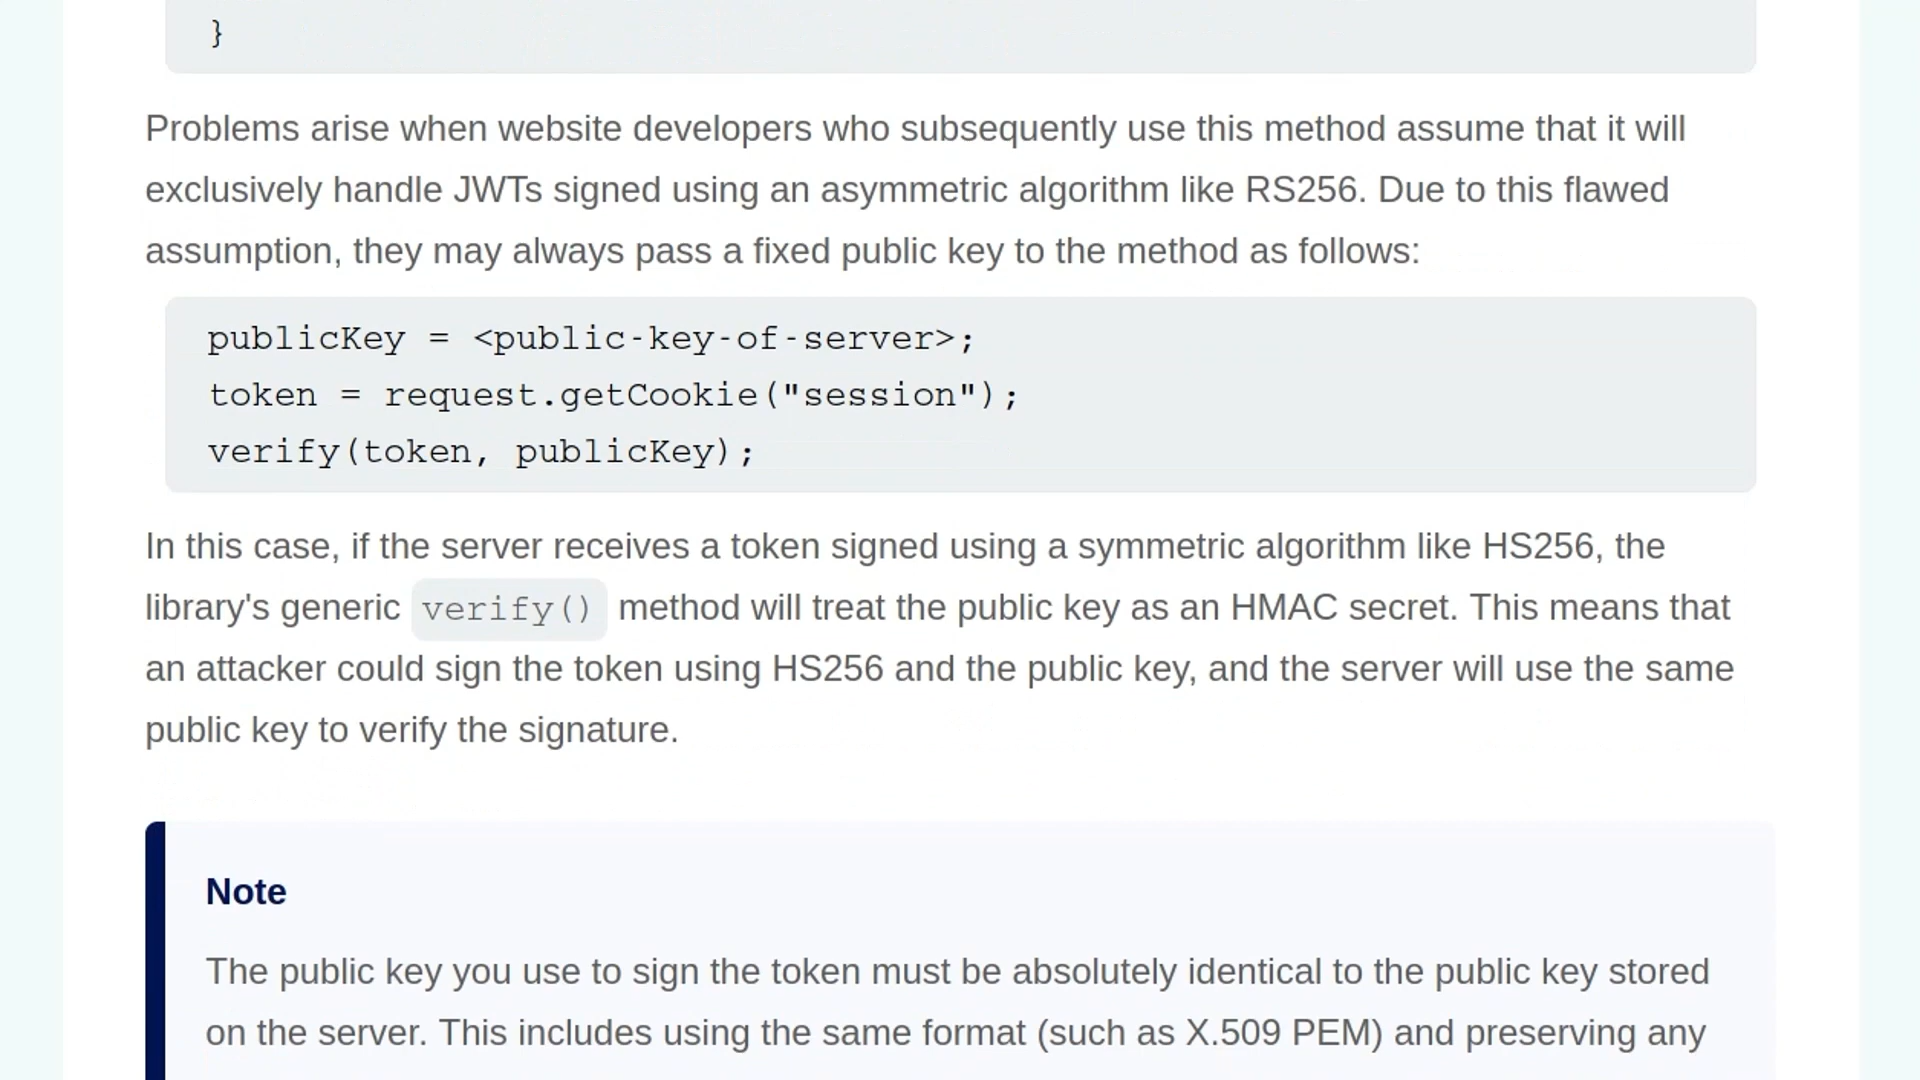 }
Problems arise when website developers who subsequently use this method assume that it will
exclusively handle JWTs signed using an asymmetric algorithm like RS256. Due to this flawed
assumption, they may always pass a fixed public key to the method as follows:
publicKey = <public-key-of-server>;
token = request.getCookie("session");
verify(token, publicKey);
In this case, if the server receives a token signed using a symmetric algorithm like HS256, the
library's generic verify() method will treat the public key as an HMAC secret. This means that
an attacker could sign the token using HS256 and the public key, and the server will use the same
public key to verify the signature.
Note
The public key you use to sign the token must be absolutely identical to the public key stored
on the server. This includes using the same format (such as X.509 PEM) and preserving any